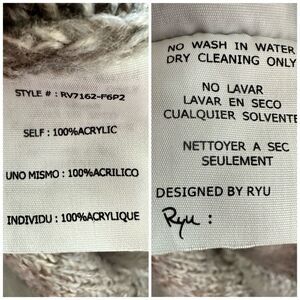 STYLE # : RV7162-F6P2
SELF : 100%ACRYLIC
UNO MISMO : 100%ACRILICO
INDIVIDU : 100%ACRYLIQUE
NO WASH IN WATER
DRY CLEANING ONLY
NO LAVAR
LAVAR EN SECO
CUALQUIER SOLVENTE
NETTOYER A SEC
SEULEMENT
DESIGNED BY RYU
Ryu :